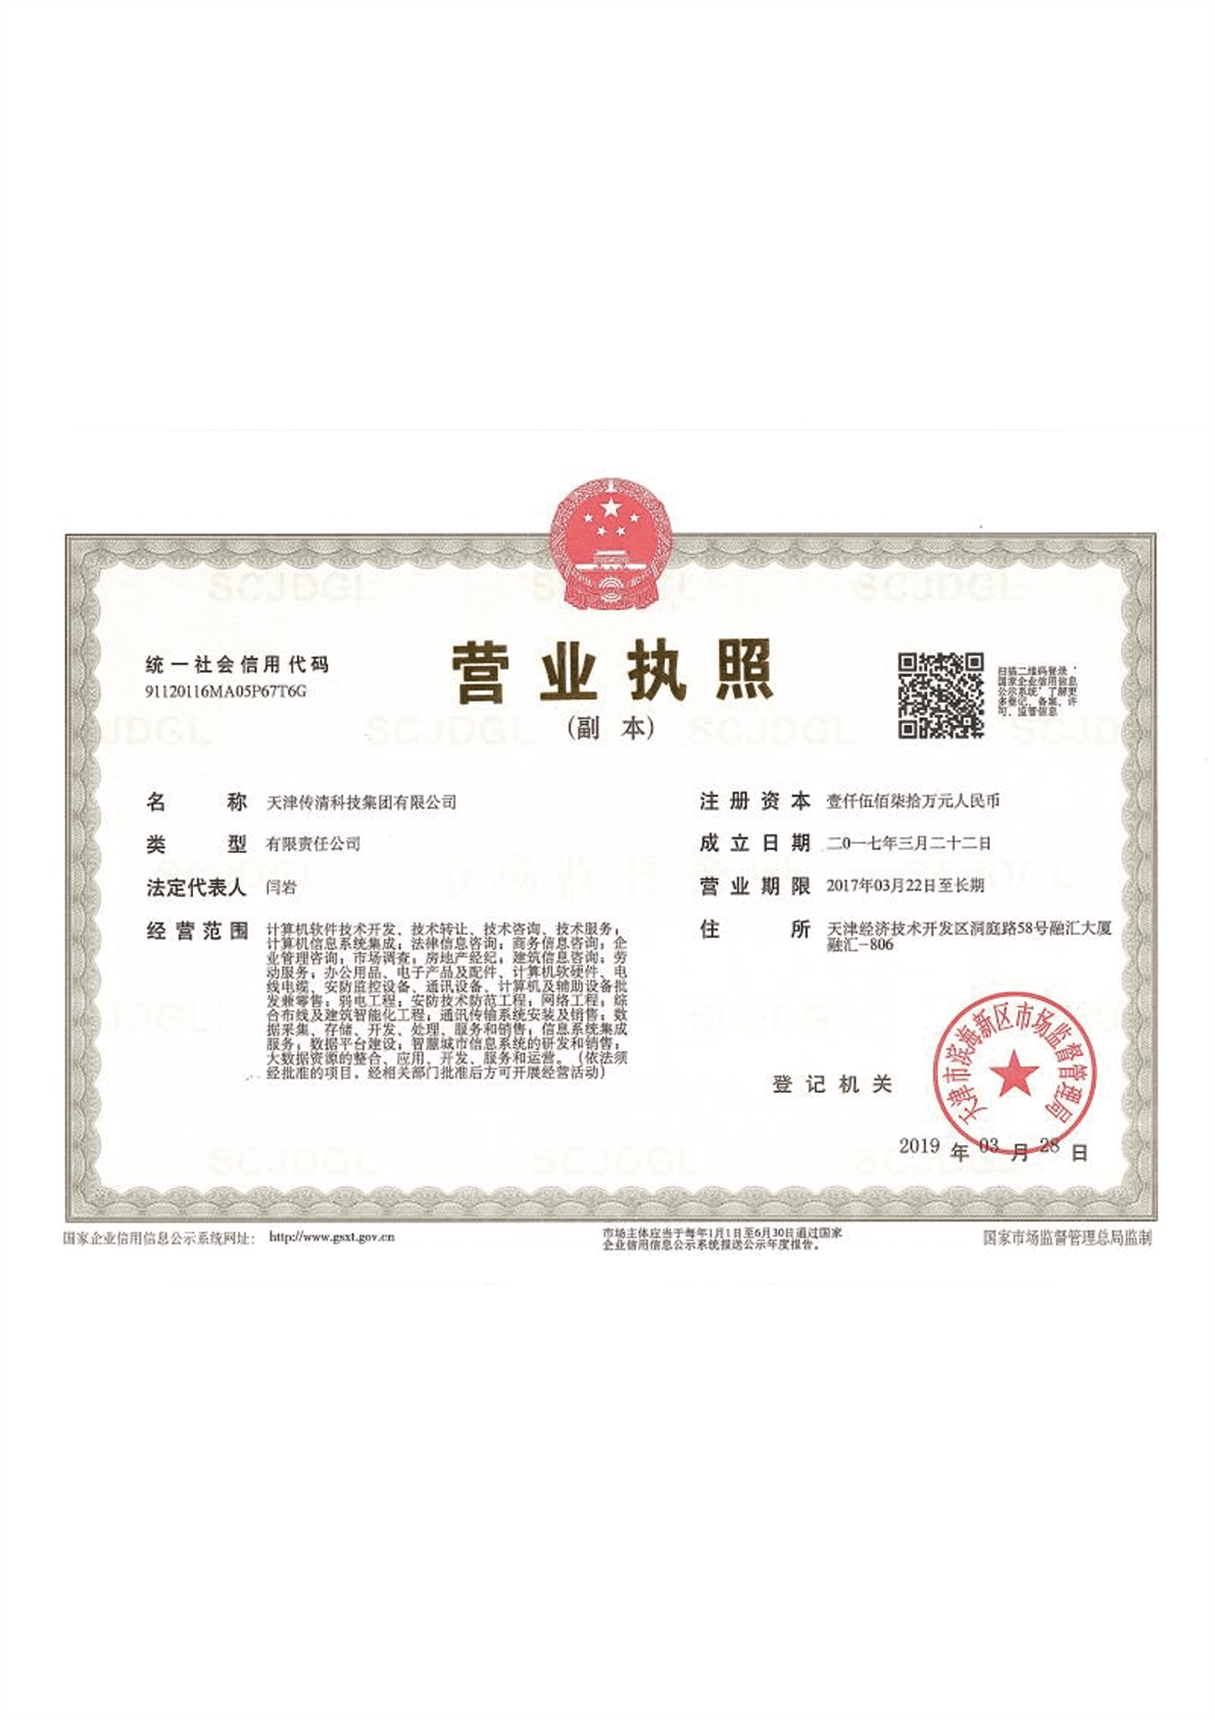 统一社会信用代码
91120116MA05P67T6G
营业执照
(副 本)
扫描二维码登录'
国家企业信用信息
公示系统'了解更
多登记、备案、许
可、监管信息
名 称 天津传清科技集团有限公司
类 型 有限责任公司
法定代表人 闫岩
经营范围 计算机软件技术开发、技术转让、技术咨询、技术服务;
计算机信息系统集成;法律信息咨询;商务信息咨询;企
业管理咨询;市场调查;房地产经纪;建筑信息咨询;劳
动服务;办公用品、电子产品及配件、计算机软硬件、电
线电缆、安防监控设备、通讯设备、计算机及辅助设备批
发兼零售;弱电工程;安防技术防范工程;网络工程;综
合布线及建筑智能化工程;通讯传输系统安装及销售;数
据采集、存储、开发、处理、服务和销售;信息系统集成
服务;数据平台建设;智慧城市信息系统的研发和销售;
大数据资源的整合、应用、开发、服务和运营。(依法须
经批准的项目,经相关部门批准后方可开展经营活动)
注册资本 壹仟伍佰柒拾万元人民币
成立日期 二0一七年三月二十二日
营业期限 2017年03月22日至长期
住 所 天津经济技术开发区洞庭路58号融汇大厦
融汇-806
登记机关
天津市滨海新区市场监督管理局
2019 年 03 月 28 日
国家企业信用信息公示系统网址: http://www.gsxt.gov.cn
市场主体应当于每年1月1日至6月30日通过国家
企业信用信息公示系统报送公示年度报告。
国家市场监督管理总局监制
SCJDGL
SCJDGL
SCJDGL
SCJDGL
SCJDGL